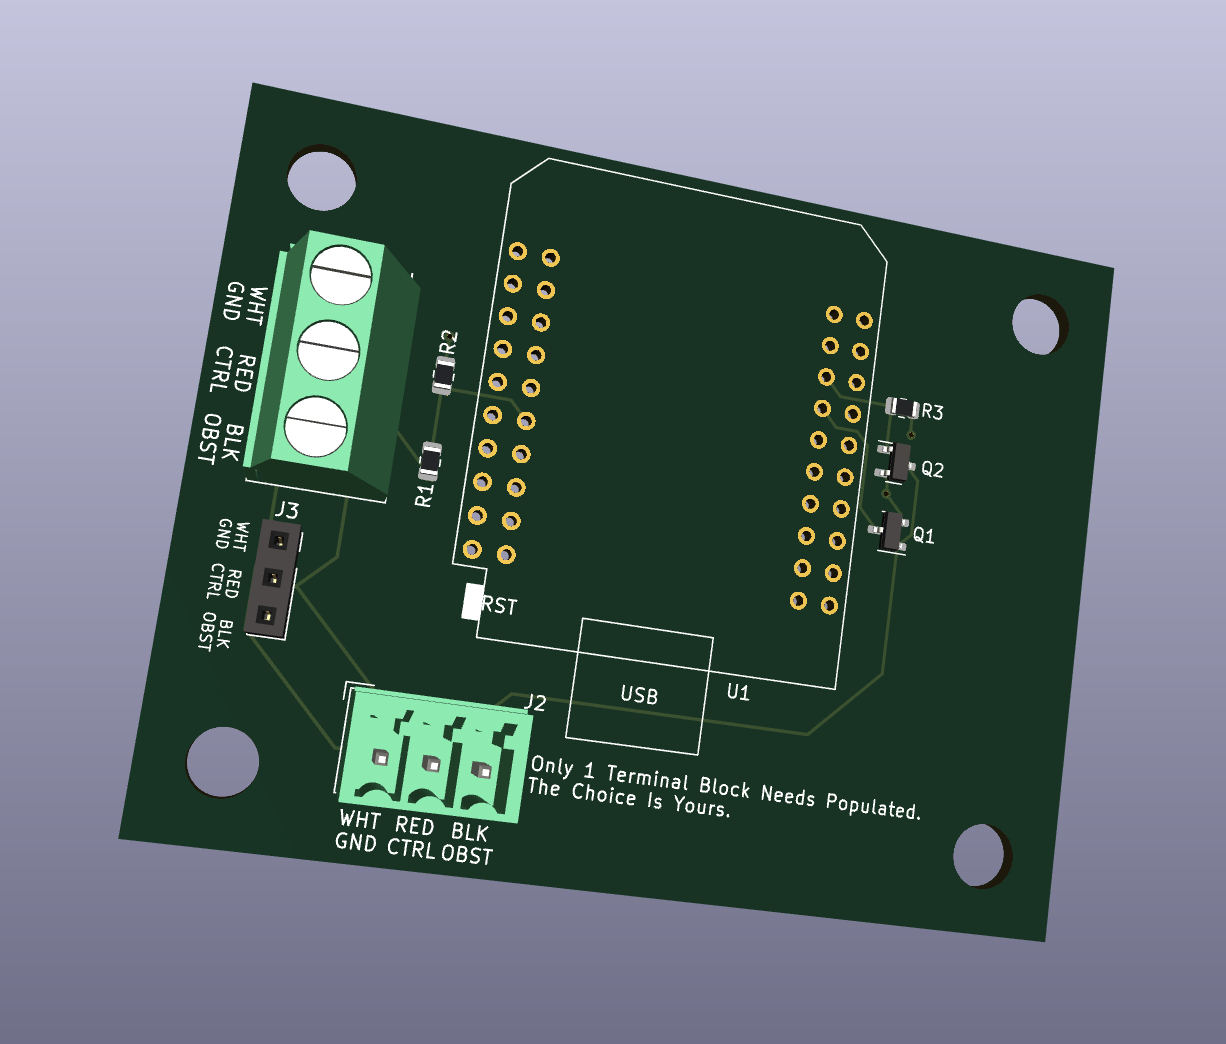 WHT
GND
RED
CTRL
BLK
OBST
R2
R1
J3
WHT
GND
RED
CTRL
BLK
OBST
RST
USB
U1
R3
Q2
Q1
J2
Only 1 Terminal Block Needs Populated.
The Choice Is Yours.
WHT RED BLK
GND CTRL OBST